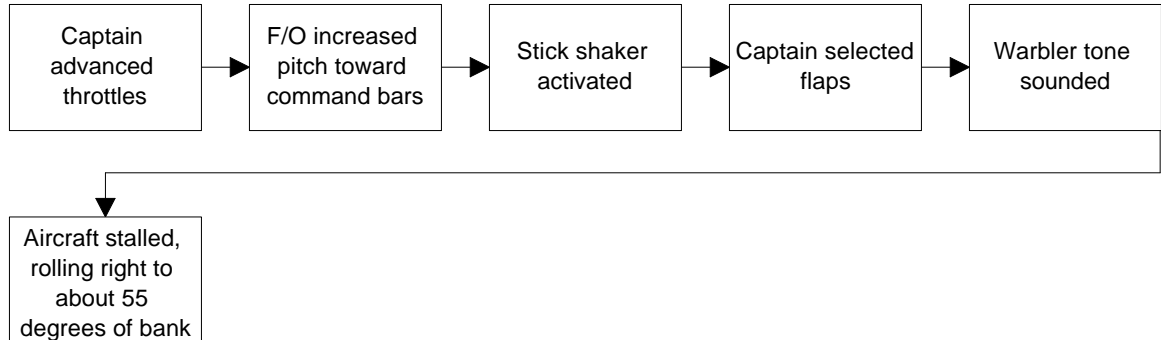 Captain
advanced
throttles
F/O increased
pitch toward
command bars
Stick shaker
activated
Captain selected
flaps
Warbler tone
sounded
Aircraft stalled,
rolling right to
about 55
degrees of bank